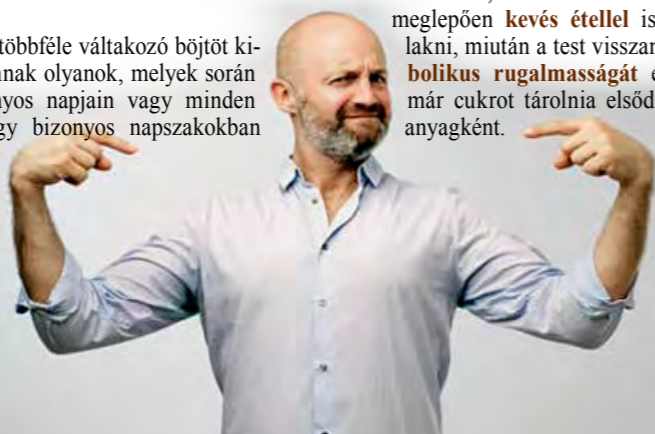 többféle váltakozó böjtöt ki-
nak olyanok, melyek során
nyos napjain vagy minden
gy bizonyos napszakokban
meglepően kevés étellel is
lakni, miután a test vissza
bolikus rugalmasságát
már cukrot tárolnia elsőd
anyagként.